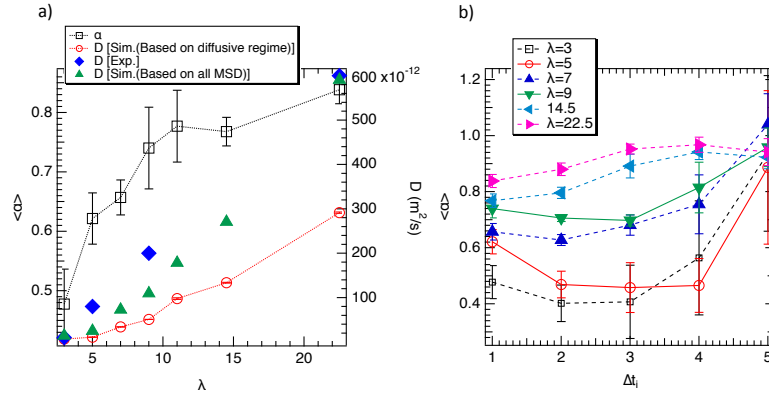 a)
α
D [Sim.(Based on diffusive regime)]
D [Exp.]
D [Sim.(Based on all MSD)]
0.8
0.7
0.6
0.5
<α>
600 x10⁻¹²
500
400
300
200
100
D (m²/s)
5
10
15
20
λ
b)
λ=3
λ=5
λ=7
λ=9
14.5
λ=22.5
1.2
1.0
0.8
0.6
0.4
<α>
1
2
3
4
5
Δtᵢ